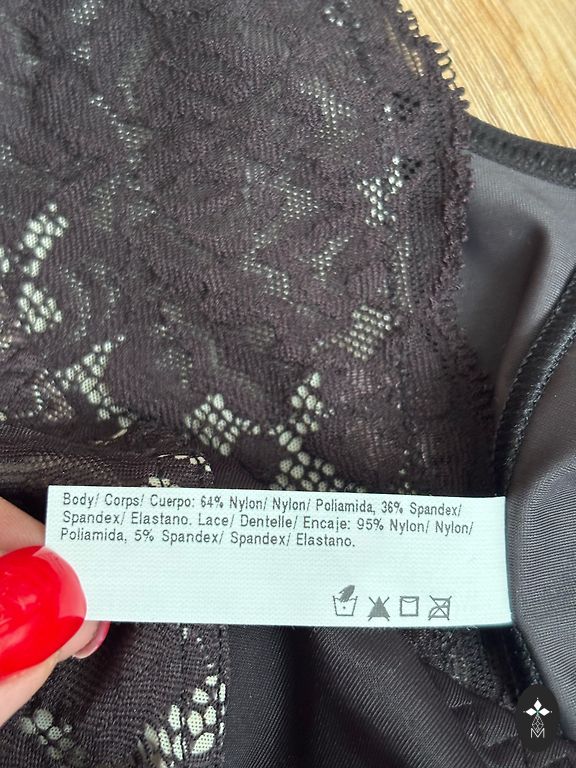 Body/ Corps/ Cuerpo: 64% Nylon/ Nylon/ Poliamida, 36% Spandex/
Spandex/ Elastano. Lace/ Dentelle/ Encaje: 95% Nylon/ Nylon/
Poliamida, 5% Spandex/ Spandex/ Elastano.
M